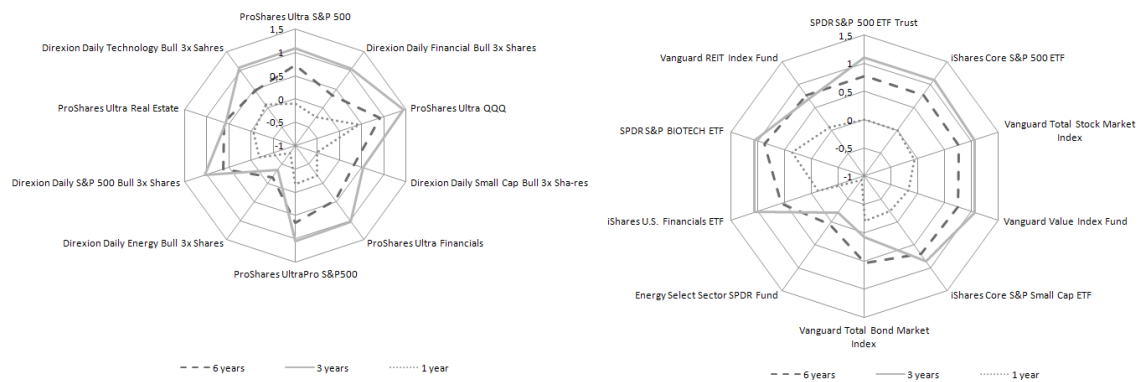 ProShares Ultra S&P 500
1,5
1
0,5
0
-0,5
-1
Direxion Daily Financial Bull 3x Shares
ProShares Ultra QQQ
Direxion Daily Small Cap Bull 3x Sha-res
ProShares Ultra Financials
ProShares UltraPro S&P500
Direxion Daily Energy Bull 3x Shares
Direxion Daily S&P 500 Bull 3x Shares
ProShares Ultra Real Estate
Direxion Daily Technology Bull 3x Sahres
6 years
3 years
1 year
SPDR S&P 500 ETF Trust
1,5
1
0,5
0
-0,5
-1
iShares Core S&P 500 ETF
Vanguard Total Stock Market
Index
Vanguard Value Index Fund
iShares Core S&P Small Cap ETF
Vanguard Total Bond Market
Index
Energy Select Sector SPDR Fund
iShares U.S. Financials ETF
SPDR S&P BIOTECH ETF
Vanguard REIT Index Fund
6 years
3 years
1 year